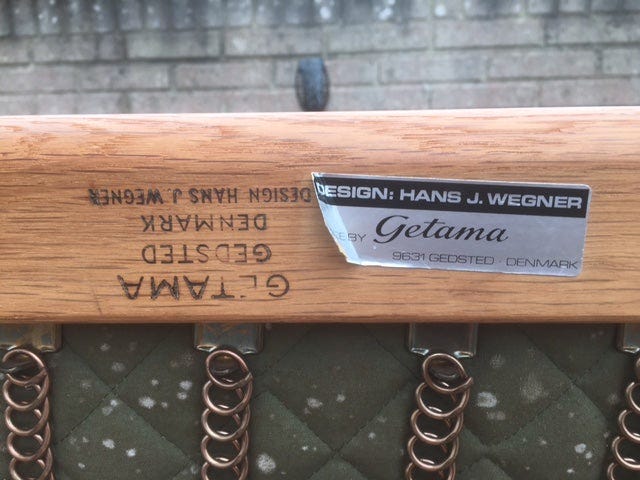 GETAMA
GEDSTED
DENMARK
DESIGN HANS J. WEGNER
DESIGN: HANS J. WEGNER
BY Getama
9631 GEDSTED · DENMARK